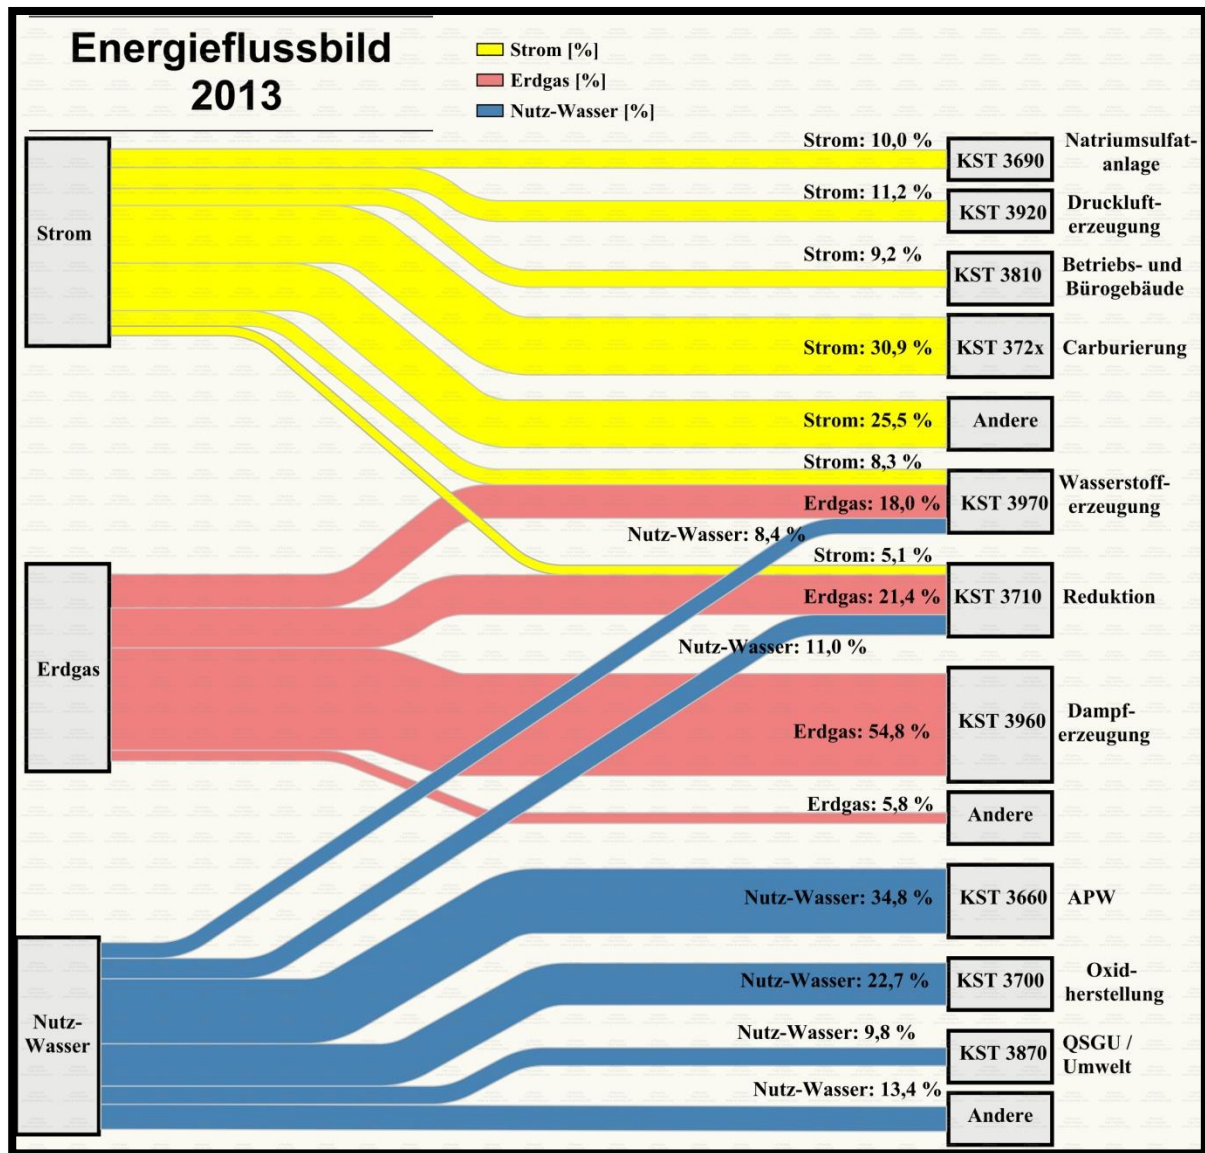 Energieflussbild
2013
Strom [%]
Erdgas [%]
Nutz-Wasser [%]
Strom
Erdgas
Nutz-
Wasser
Strom: 10,0 %
KST 3690
Natriumsulfat-
anlage
Strom: 11,2 %
KST 3920
Druckluft-
erzeugung
Strom: 9,2 %
KST 3810
Betriebs- und
Bürogebäude
Strom: 30,9 %
KST 372x
Carburierung
Strom: 25,5 %
Andere
Strom: 8,3 %
Erdgas: 18,0 %
Nutz-Wasser: 8,4 %
KST 3970
Wasserstoff-
erzeugung
Strom: 5,1 %
Erdgas: 21,4 %
Nutz-Wasser: 11,0 %
KST 3710
Reduktion
Erdgas: 54,8 %
KST 3960
Dampf-
erzeugung
Erdgas: 5,8 %
Andere
Nutz-Wasser: 34,8 %
KST 3660
APW
Nutz-Wasser: 22,7 %
KST 3700
Oxid-
herstellung
Nutz-Wasser: 9,8 %
KST 3870
QSGU /
Umwelt
Nutz-Wasser: 13,4 %
Andere